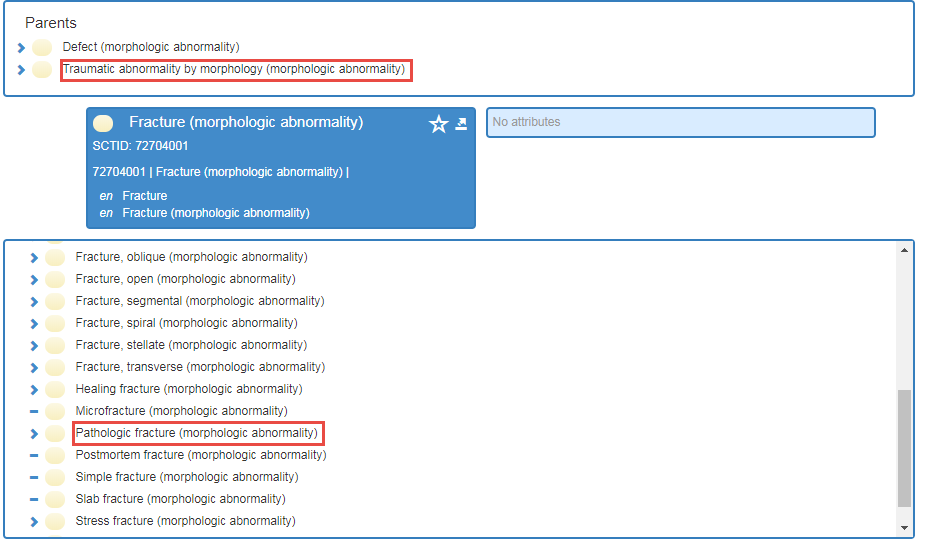 Parents
Defect (morphologic abnormality)
Traumatic abnormality by morphology (morphologic abnormality)
Fracture (morphologic abnormality)
No attributes
SCTID: 72704001
72704001 | Fracture (morphologic abnormality) |
en Fracture
en Fracture (morphologic abnormality)
Fracture, oblique (morphologic abnormality)
Fracture, open (morphologic abnormality)
Fracture, segmental (morphologic abnormality)
Fracture, spiral (morphologic abnormality)
Fracture, stellate (morphologic abnormality)
Fracture, transverse (morphologic abnormality)
Healing fracture (morphologic abnormality)
Microfracture (morphologic abnormality)
Pathologic fracture (morphologic abnormality)
Postmortem fracture (morphologic abnormality)
Simple fracture (morphologic abnormality)
Slab fracture (morphologic abnormality)
Stress fracture (morphologic abnormality)